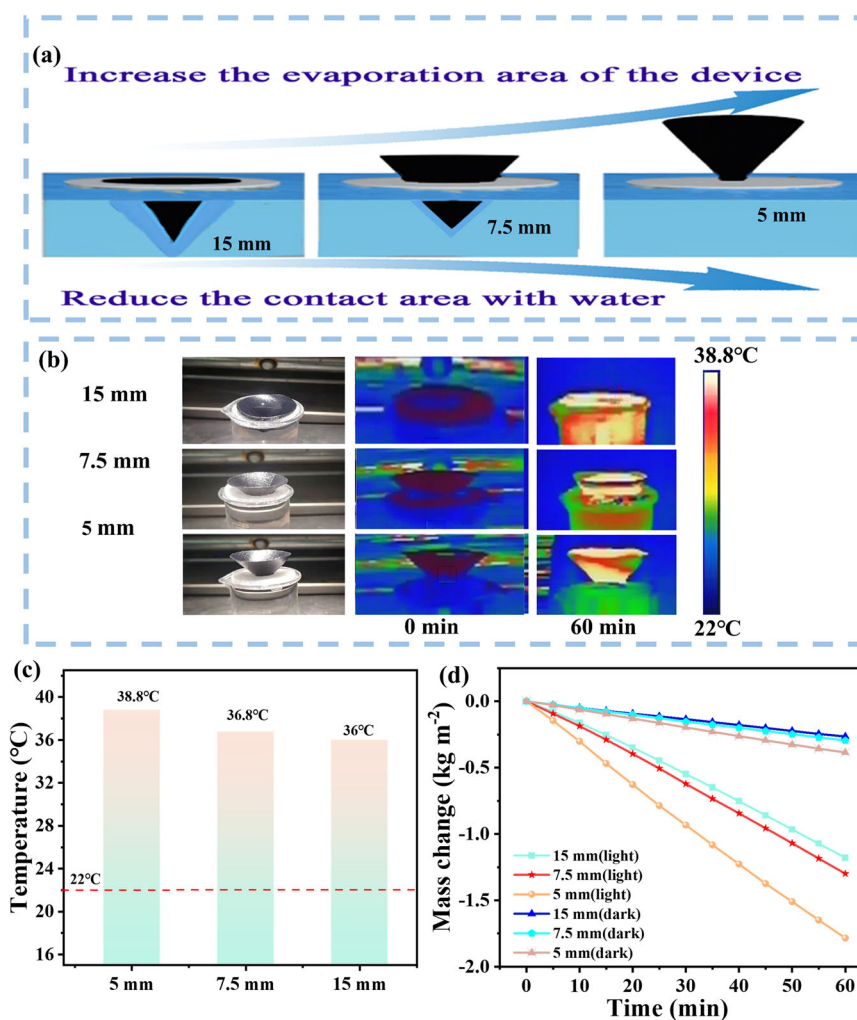 (a)
Increase the evaporation area of the device
15 mm
7.5 mm
5 mm
Reduce the contact area with water
(b)
38.8℃
15 mm
7.5 mm
5 mm
0 min
60 min
22℃
(c)
Temperature (℃)
40
36
32
28
24
20
16
38.8℃
36.8℃
36℃
22℃
5 mm
7.5 mm
15 mm
(d)
Mass change (kg m⁻²)
0.0
-0.5
-1.0
-1.5
-2.0
15 mm(light)
7.5 mm(light)
5 mm(light)
15 mm(dark)
7.5 mm(dark)
5 mm(dark)
0 10 20 30 40 50 60
Time (min)